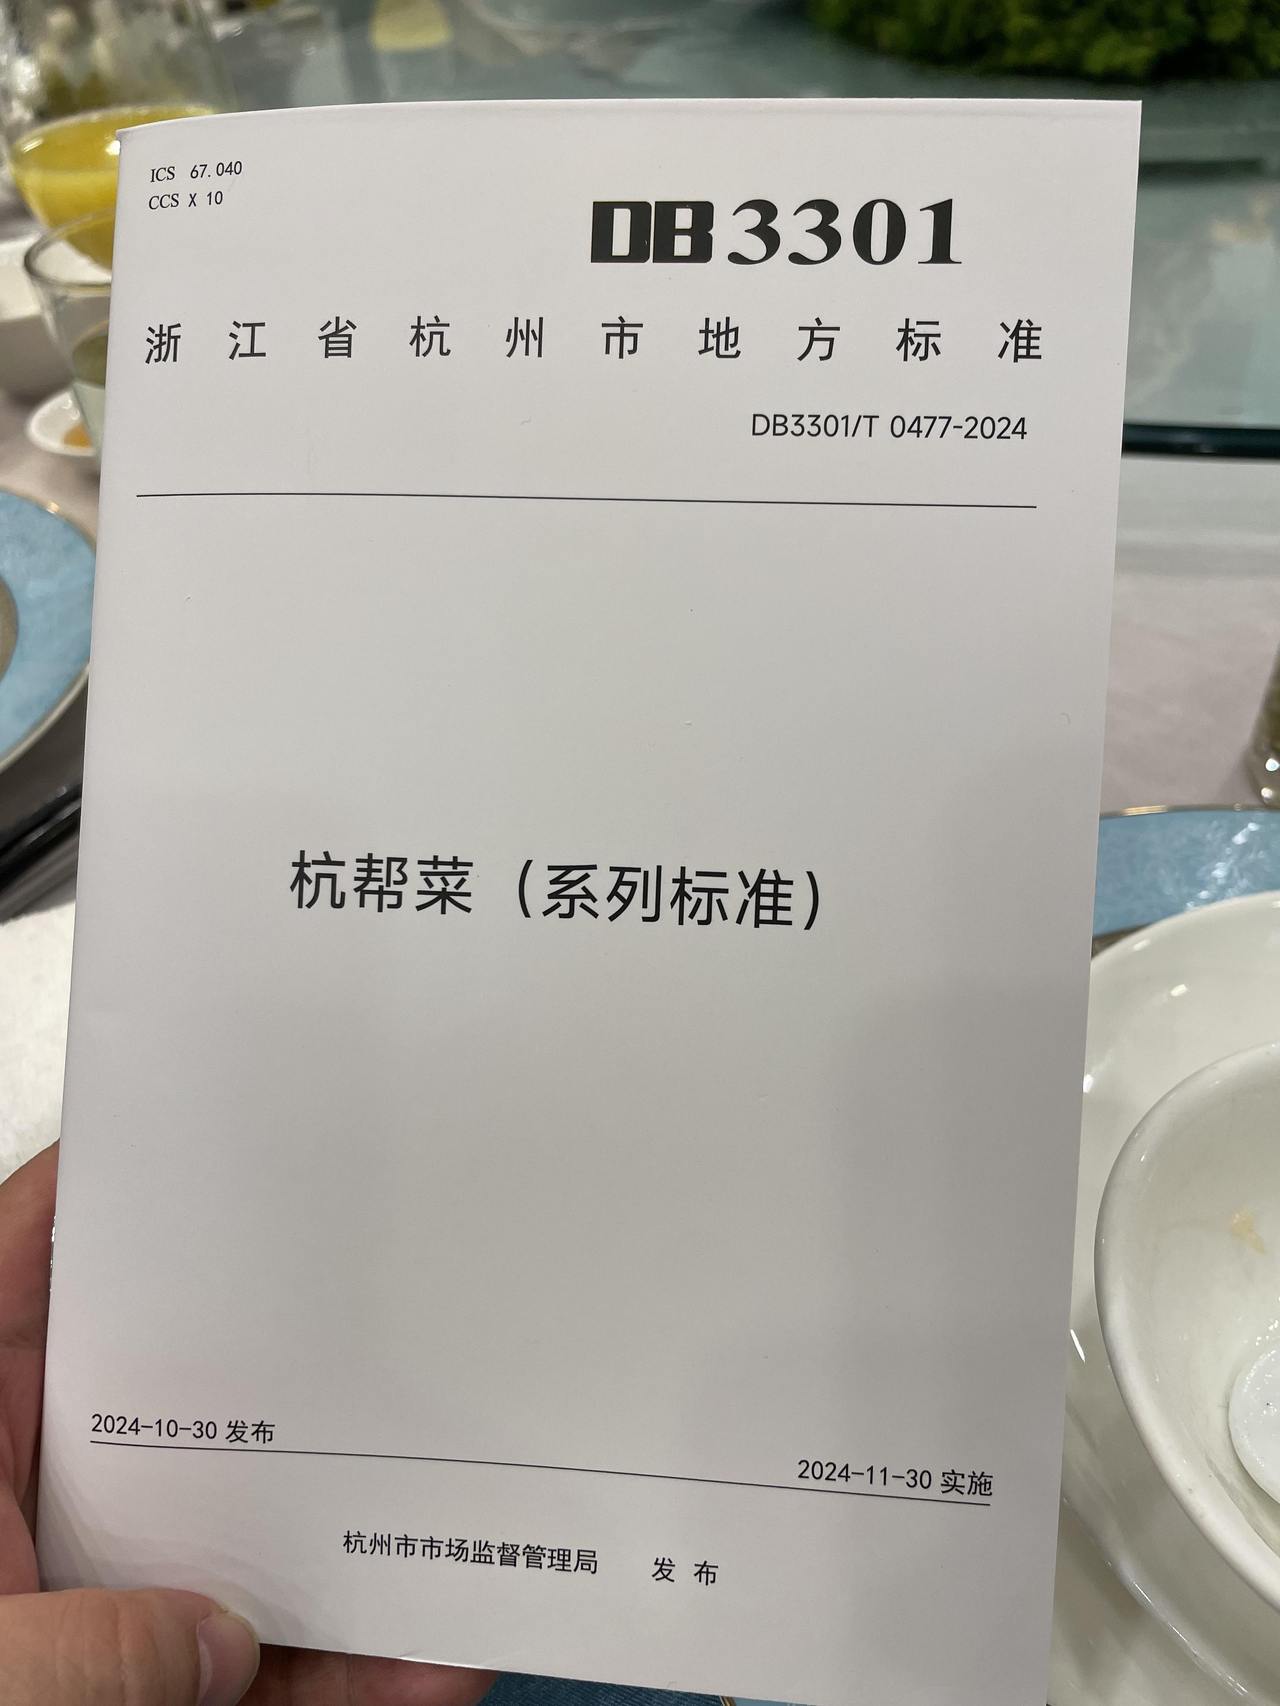 ICS 67.040
CCS X 10
DB3301
浙江省杭州市地方标准
DB3301/T 0477-2024
杭帮菜（系列标准）
2024-10-30 发布
2024-11-30 实施
杭州市市场监督管理局 发布